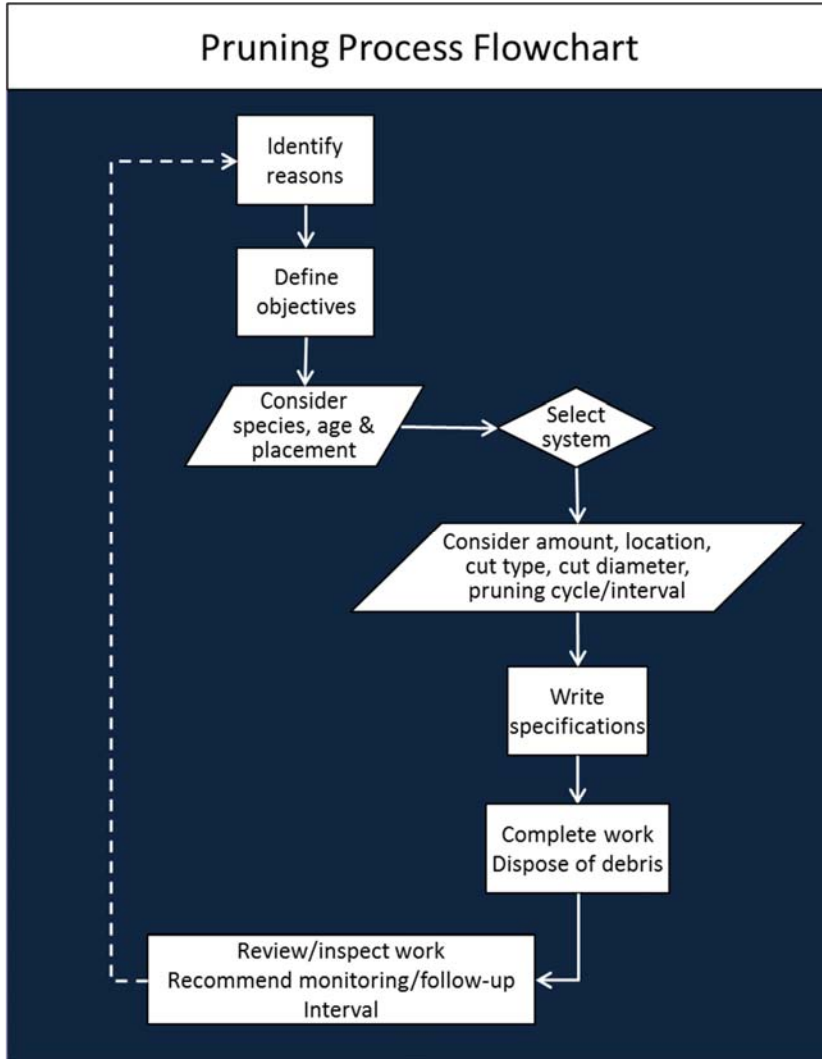 Pruning Process Flowchart
Identify
reasons
Define
objectives
Consider
species, age &
placement
Select
system
Consider amount, location,
cut type, cut diameter,
pruning cycle/interval
Write
specifications
Complete work
Dispose of debris
Review/inspect work
Recommend monitoring/follow-up
Interval